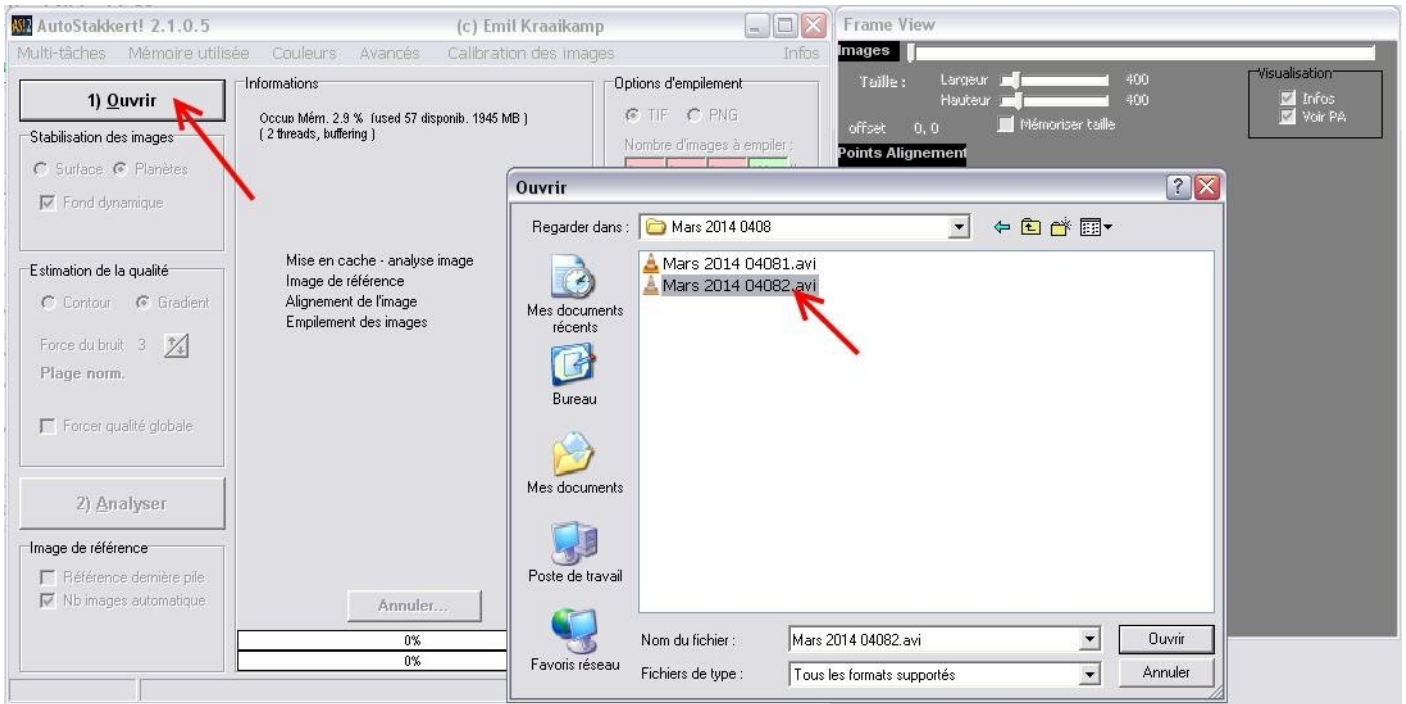 AutoStakkert! 2.1.0.5 (c) Emil Kraaikamp
Multi-tâches Mémoire utilisée Couleurs Avancés Calibration des images Infos
1) Ouvrir
Stabilisation des images
Surface Planètes
Fond dynamique
Estimation de la qualité
Contour Gradient
Force du bruit 3
Plage norm.
Forcer qualité globale
2) Analyser
Image de référence
Référence dernière pile
Nb images automatique
Informations
Occup Mém. 2.9 % (used 57 disponib. 1945 MB )
( 2 threads, buffering )
Mise en cache - analyse image
Image de référence
Alignement de l'image
Empilement des images
Annuler...
0%
0%
Options d'empilement
TIF PNG
Nombre d'images à empiler :
Frame View
Images
Taille : Largeur 400
Hauteur 400
offset 0, 0 Mémoriser taille
Visualisation
Infos
Voir PA
Points Alignement
Ouvrir
Regarder dans : Mars 2014 0408
Mars 2014 04081.avi
Mars 2014 04082.avi
Mes documents
récents
Bureau
Mes documents
Poste de travail
Favoris réseau
Nom du fichier : Mars 2014 04082.avi Ouvrir
Fichiers de type : Tous les formats supportés Annuler